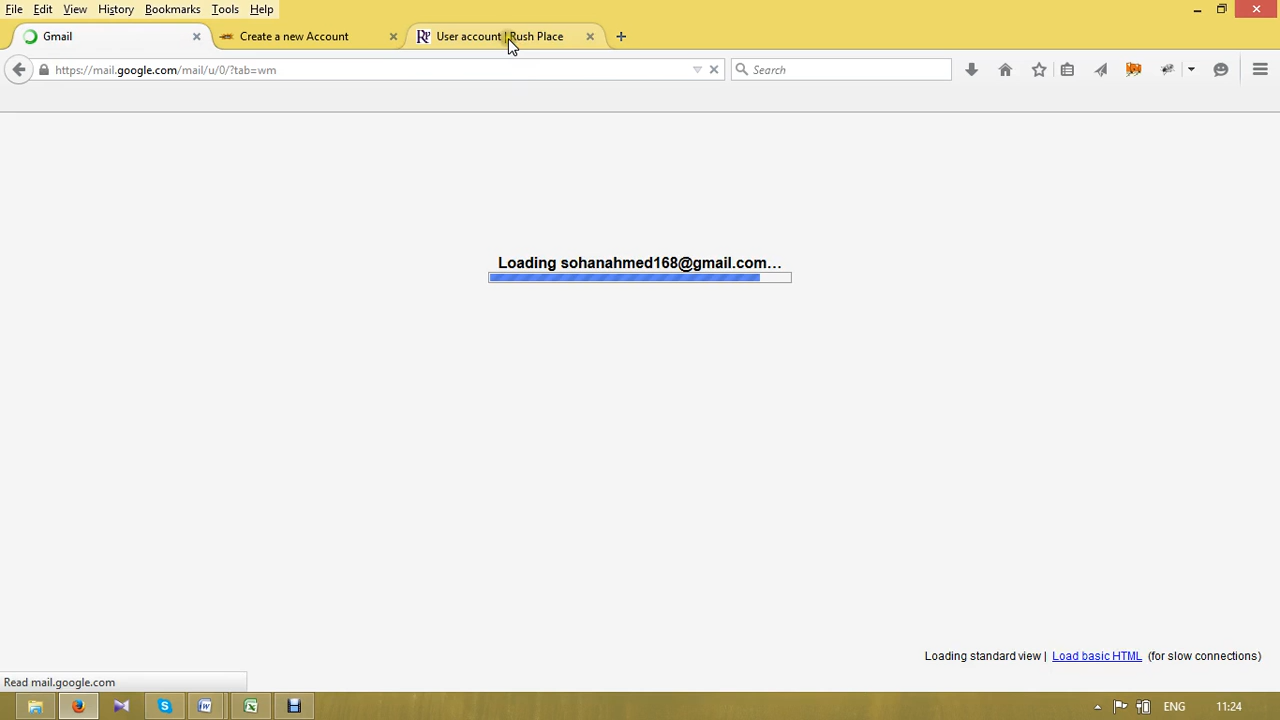 File Edit View History Bookmarks Tools Help
Gmail
Create a new Account
User account | Rush Place
https://mail.google.com/mail/u/0/?tab=wm
Search
Loading sohanahmed168@gmail.com…
Loading standard view | Load basic HTML (for slow connections)
Read mail.google.com
ENG 11:24